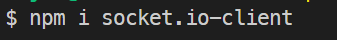 $ npm i socket.io-client